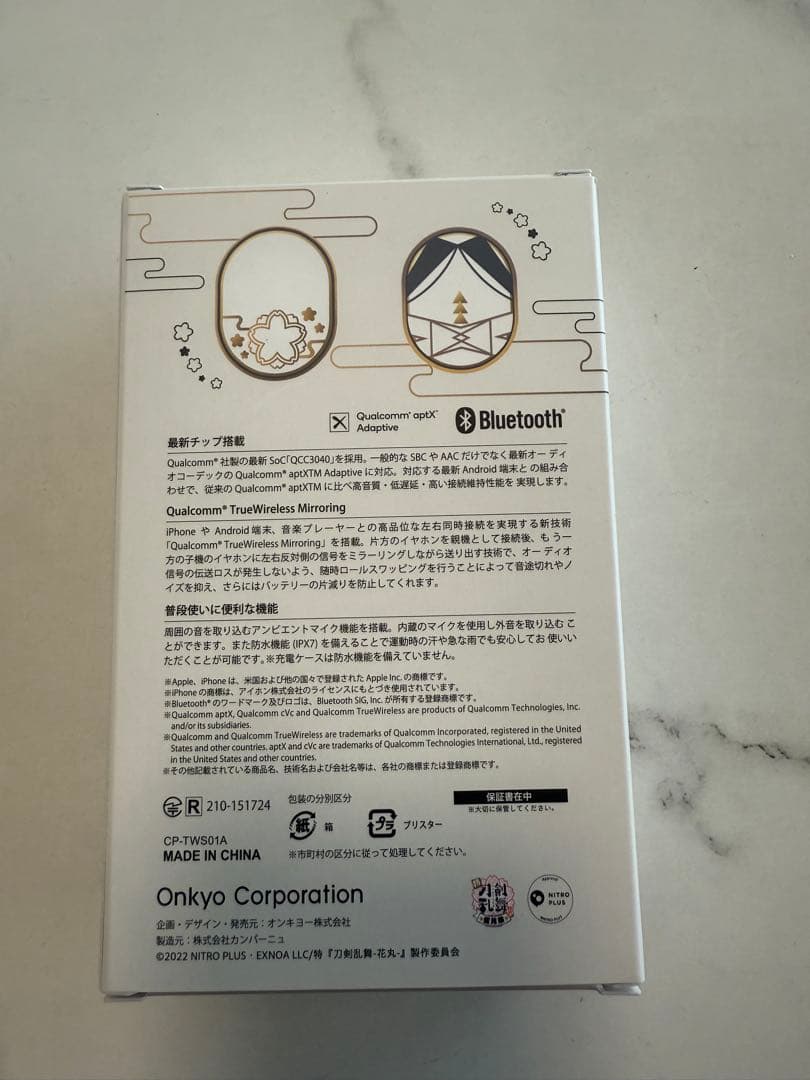 Qualcomm® aptX™
Adaptive
Bluetooth®
最新チップ搭載
Qualcomm® 社製の最新 SoC「QCC3040」を採用。一般的な SBC や AAC だけでなく最新オー ディ
オコーデックの Qualcomm® aptXTM Adaptive に対応。対応する最新 Android 端末と の組み合
わせで、従来の Qualcomm® aptXTM に比べ高音質・低遅延・高い接続維持性能を 実現します。
Qualcomm® TrueWireless Mirroring
iPhone や Android 端末、音楽プレーヤーとの高品位な左右同時接続を実現する新技術
「Qualcomm® TrueWireless Mirroring」を搭載。片方のイヤホンを親機として接続後、も う一
方の子機のイヤホンに左右反対側の信号をミラーリングしながら送り出す技術で、オー ディオ
信号の伝送ロスが発生しないよう、随時ロールスワッピングを行うことによって音途切れやノ
イズを抑え、さらにはバッテリーの片減りを防止してくれます。
普段使いに便利な機能
周囲の音を取り込むアンビエントマイク機能を搭載。内蔵のマイクを使用し外音を取り込む こ
とができます。また防水機能 (IPX7) を備えることで運動時の汗や急な雨でも安心してお 使いい
ただくことが可能です。※充電ケースは防水機能を備えていません。
※Apple、iPhone は、米国および他の国々で登録された Apple Inc. の商標です。
※iPhone の商標は、アイホン株式会社のライセンスにもとづき使用されています。
※Bluetooth® のワードマーク及びロゴは、Bluetooth SIG, Inc. が所有する登録商標です。
※Qualcomm aptX, Qualcomm cVc and Qualcomm TrueWireless are products of Qualcomm Technologies, Inc.
and/or its subsidiaries.
※Qualcomm and Qualcomm TrueWireless are trademarks of Qualcomm Incorporated, registered in the United
States and other countries. aptX and cVc are trademarks of Qualcomm Technologies International, Ltd., registered
in the United States and other countries.
※その他記載されている商品名、技術名および会社名等は、各社の商標または登録商標です。
R 210-151724
包装の分別区分
保証書在中
※大切に保管してください。
紙 箱 プラ ブリスター
CP-TWS01A
MADE IN CHINA
※市町村の区分に従って処理してください。
Onkyo Corporation
刀剣乱舞
NITRO PLUS
企画・デザイン・発売元：オンキヨー株式会社
製造元：株式会社カンパーニュ
©2022 NITRO PLUS・EXNOA LLC/特『刀剣乱舞-花丸-』製作委員会